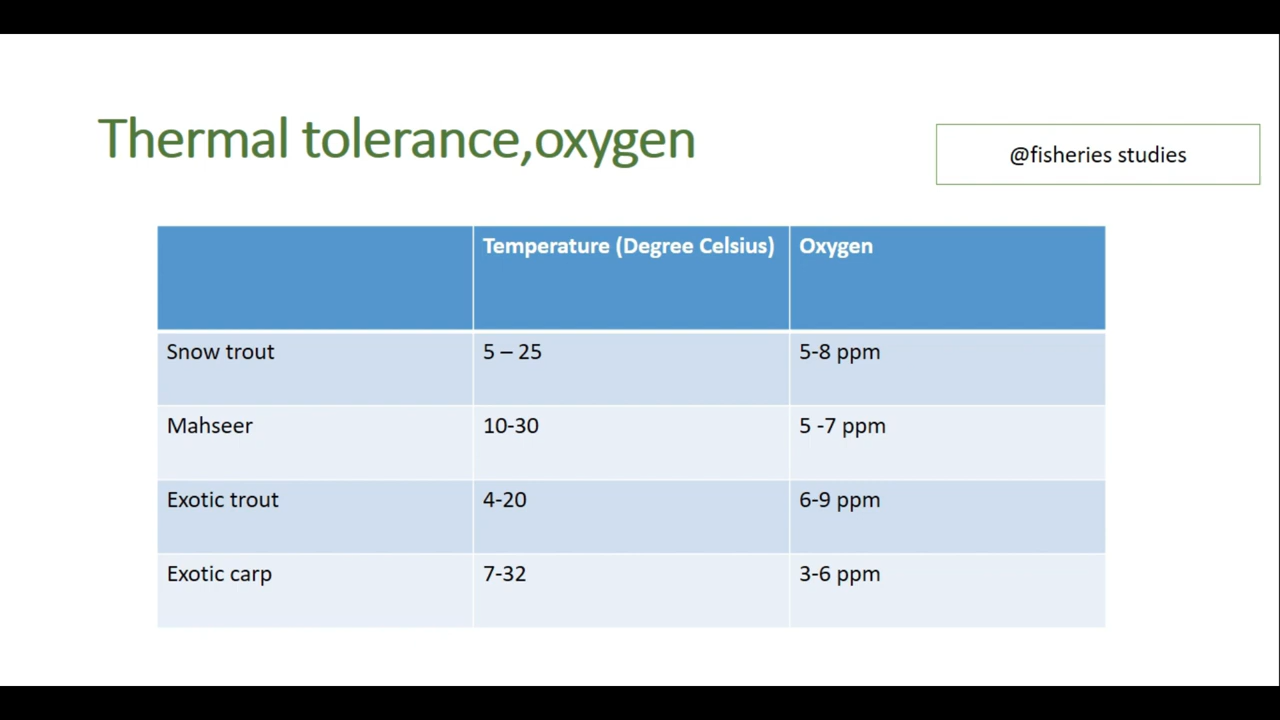 Thermal tolerance,oxygen
@fisheries studies
Temperature (Degree Celsius) Oxygen
Snow trout 5 – 25 5-8 ppm
Mahseer 10-30 5 -7 ppm
Exotic trout 4-20 6-9 ppm
Exotic carp 7-32 3-6 ppm